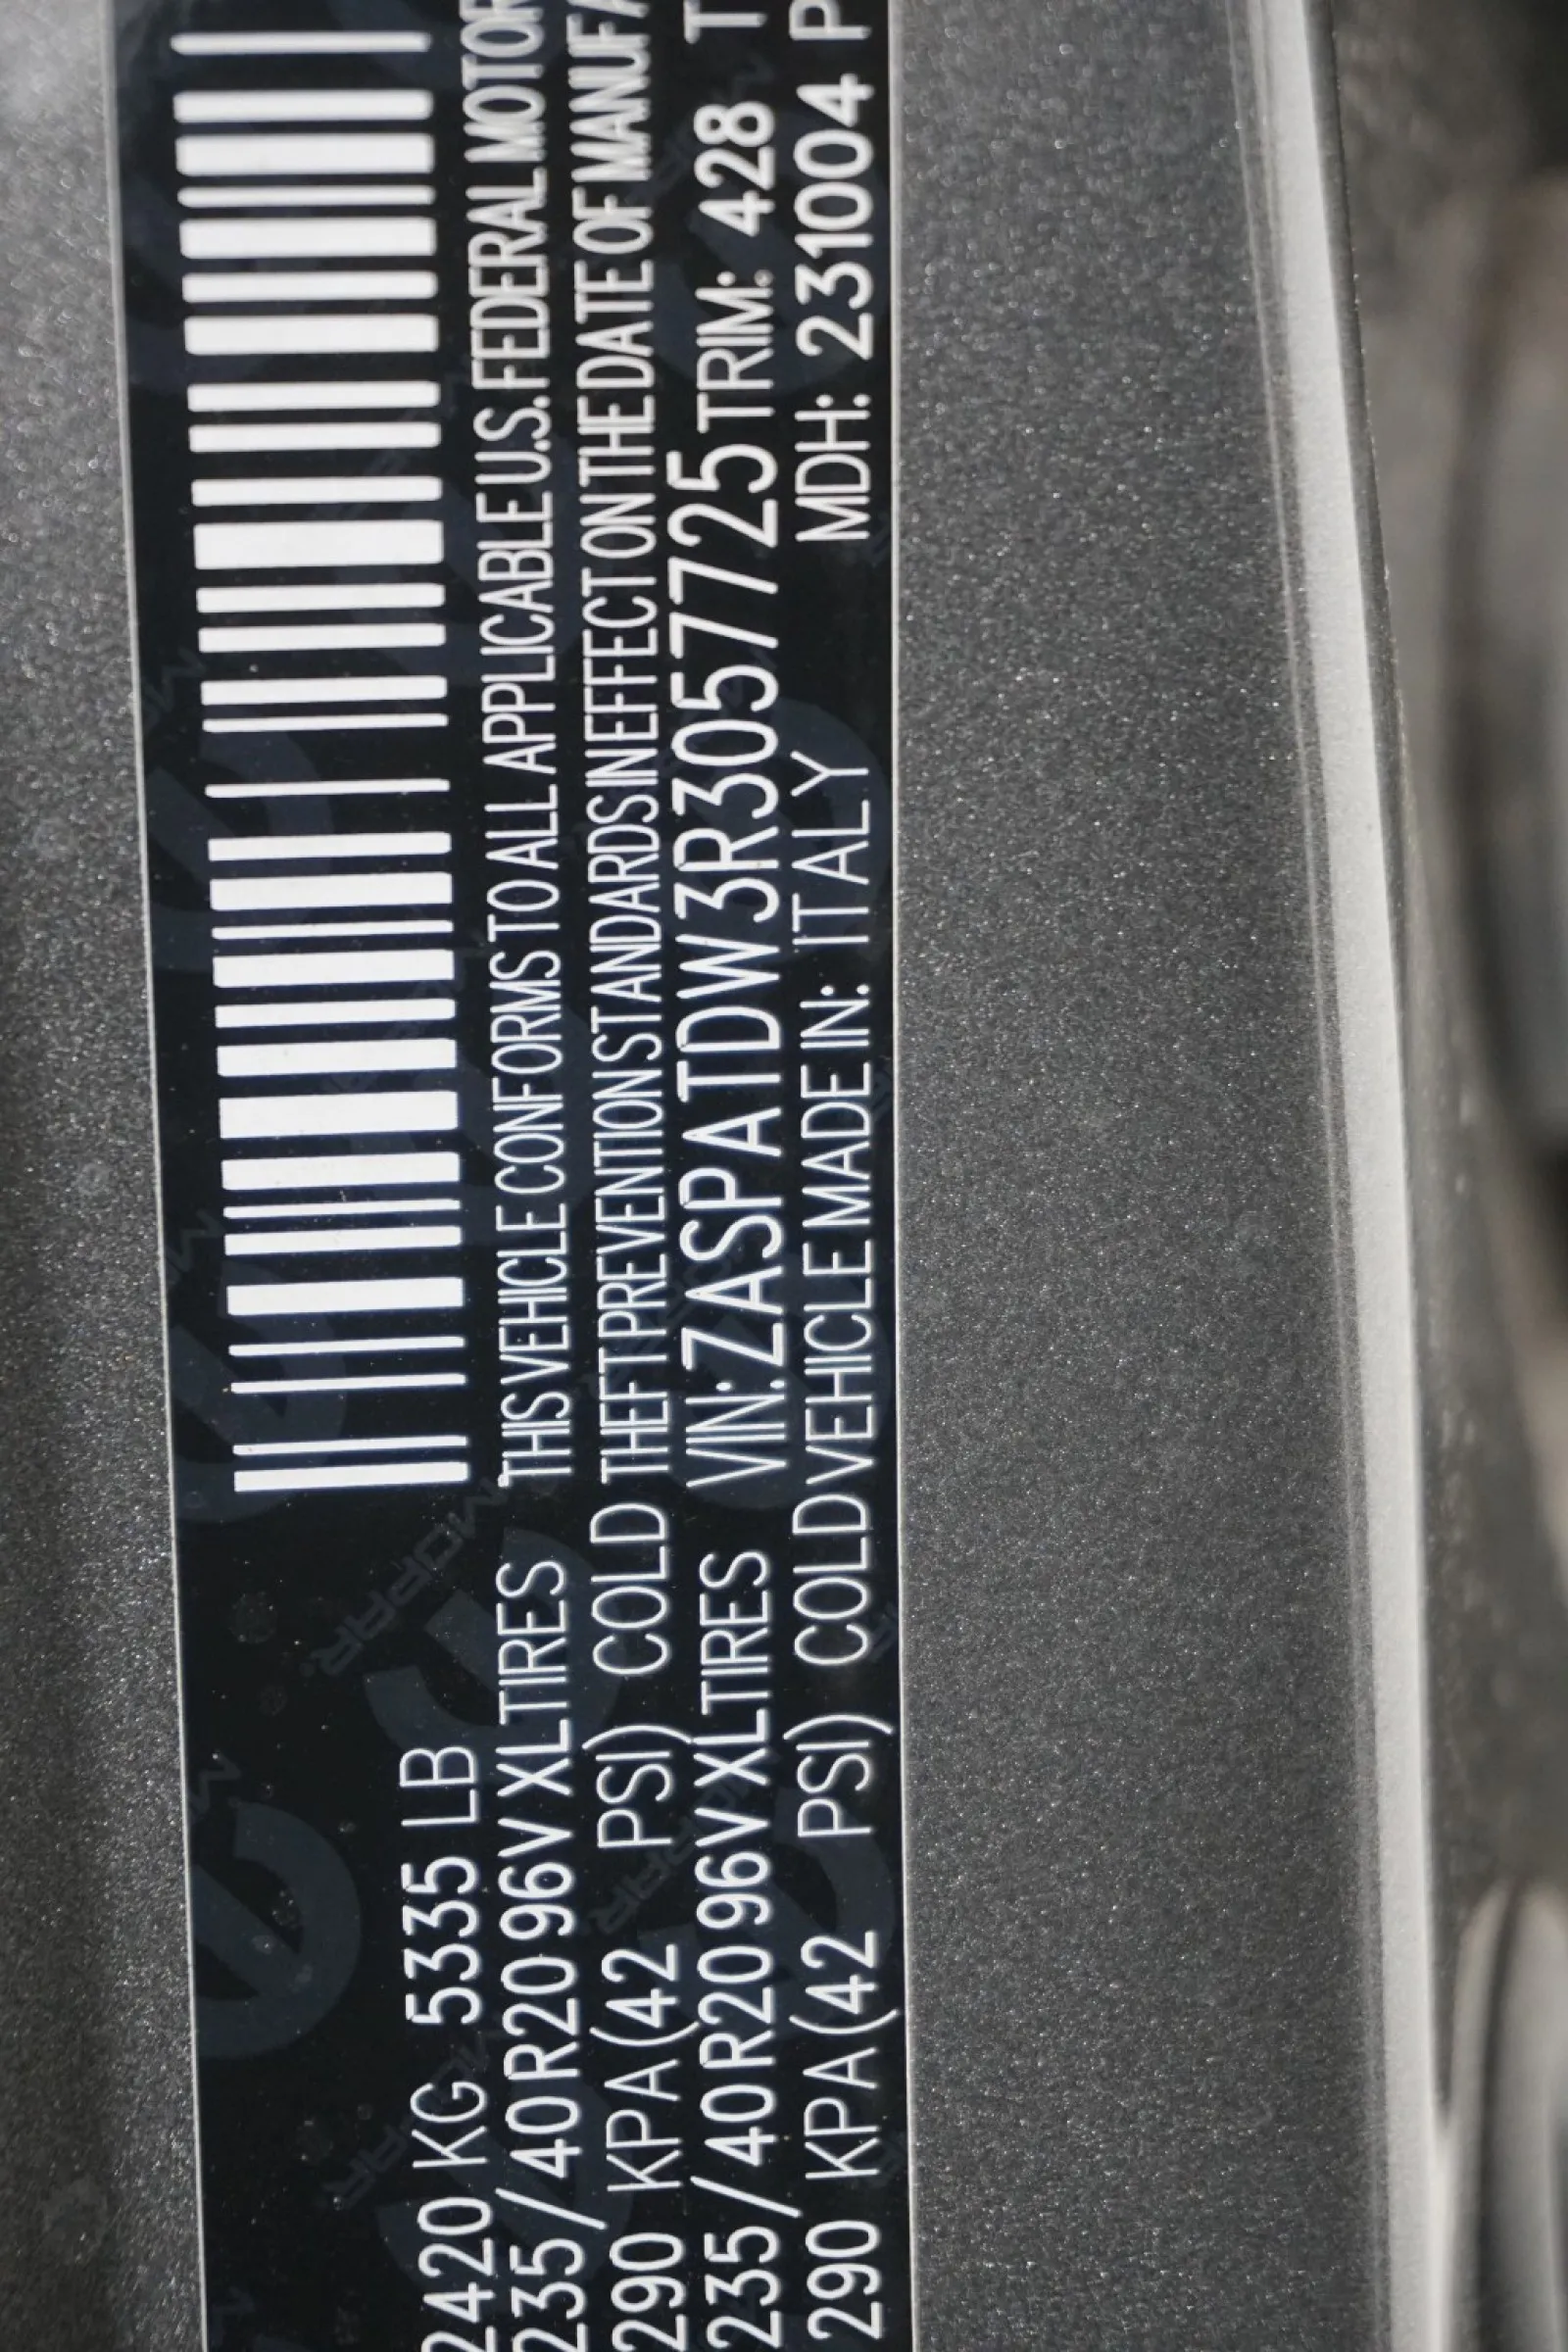 2420 KG 5335 LB
235/40R20 96V XL TIRES THIS VEHICLE CONFORMS TO ALL APPLICABLE U.S. FEDERAL MOTOR
290 KPA (42 PSI) COLD THEFT PREVENTION STANDARDS IN EFFECT ON THE DATE OF MANUFA
235/40R20 96V XL TIRES VIN: ZASPATDW3R3057725 TRIM: 428 T
290 KPA (42 PSI) COLD VEHICLE MADE IN: ITALY MDH: 231004 P
MOPAR